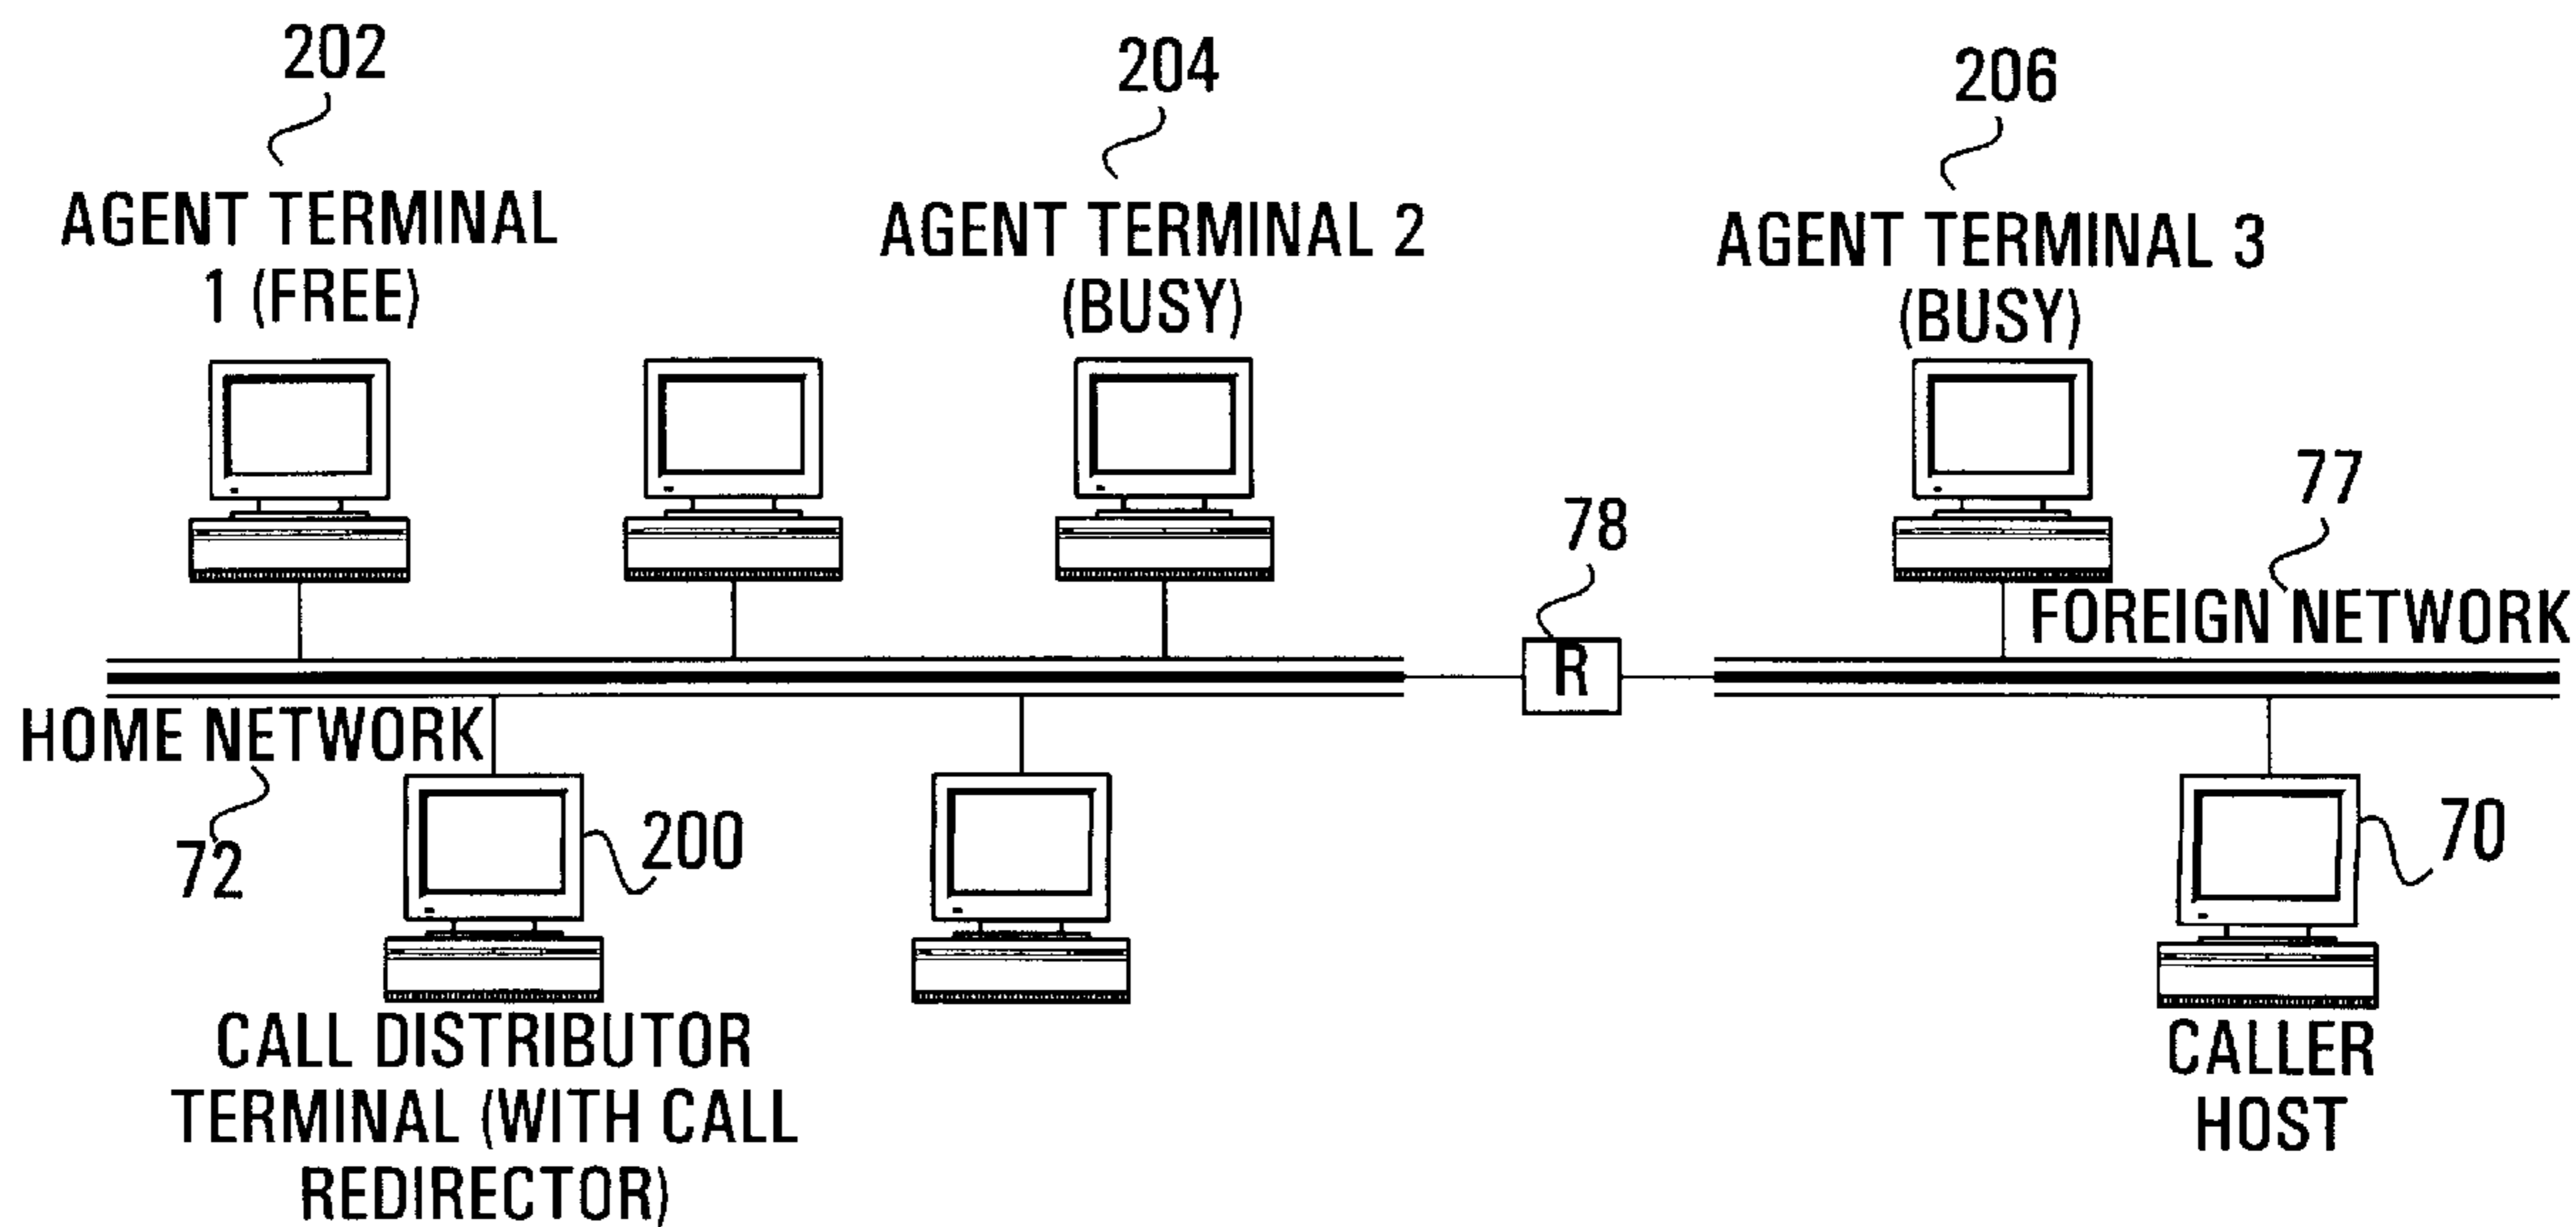 202
AGENT TERMINAL
1 (FREE)
204
AGENT TERMINAL 2
(BUSY)
206
AGENT TERMINAL 3
(BUSY)
78
R
77
FOREIGN NETWORK
HOME NETWORK
72
200
CALL DISTRIBUTOR
TERMINAL (WITH CALL
REDIRECTOR)
70
CALLER
HOST